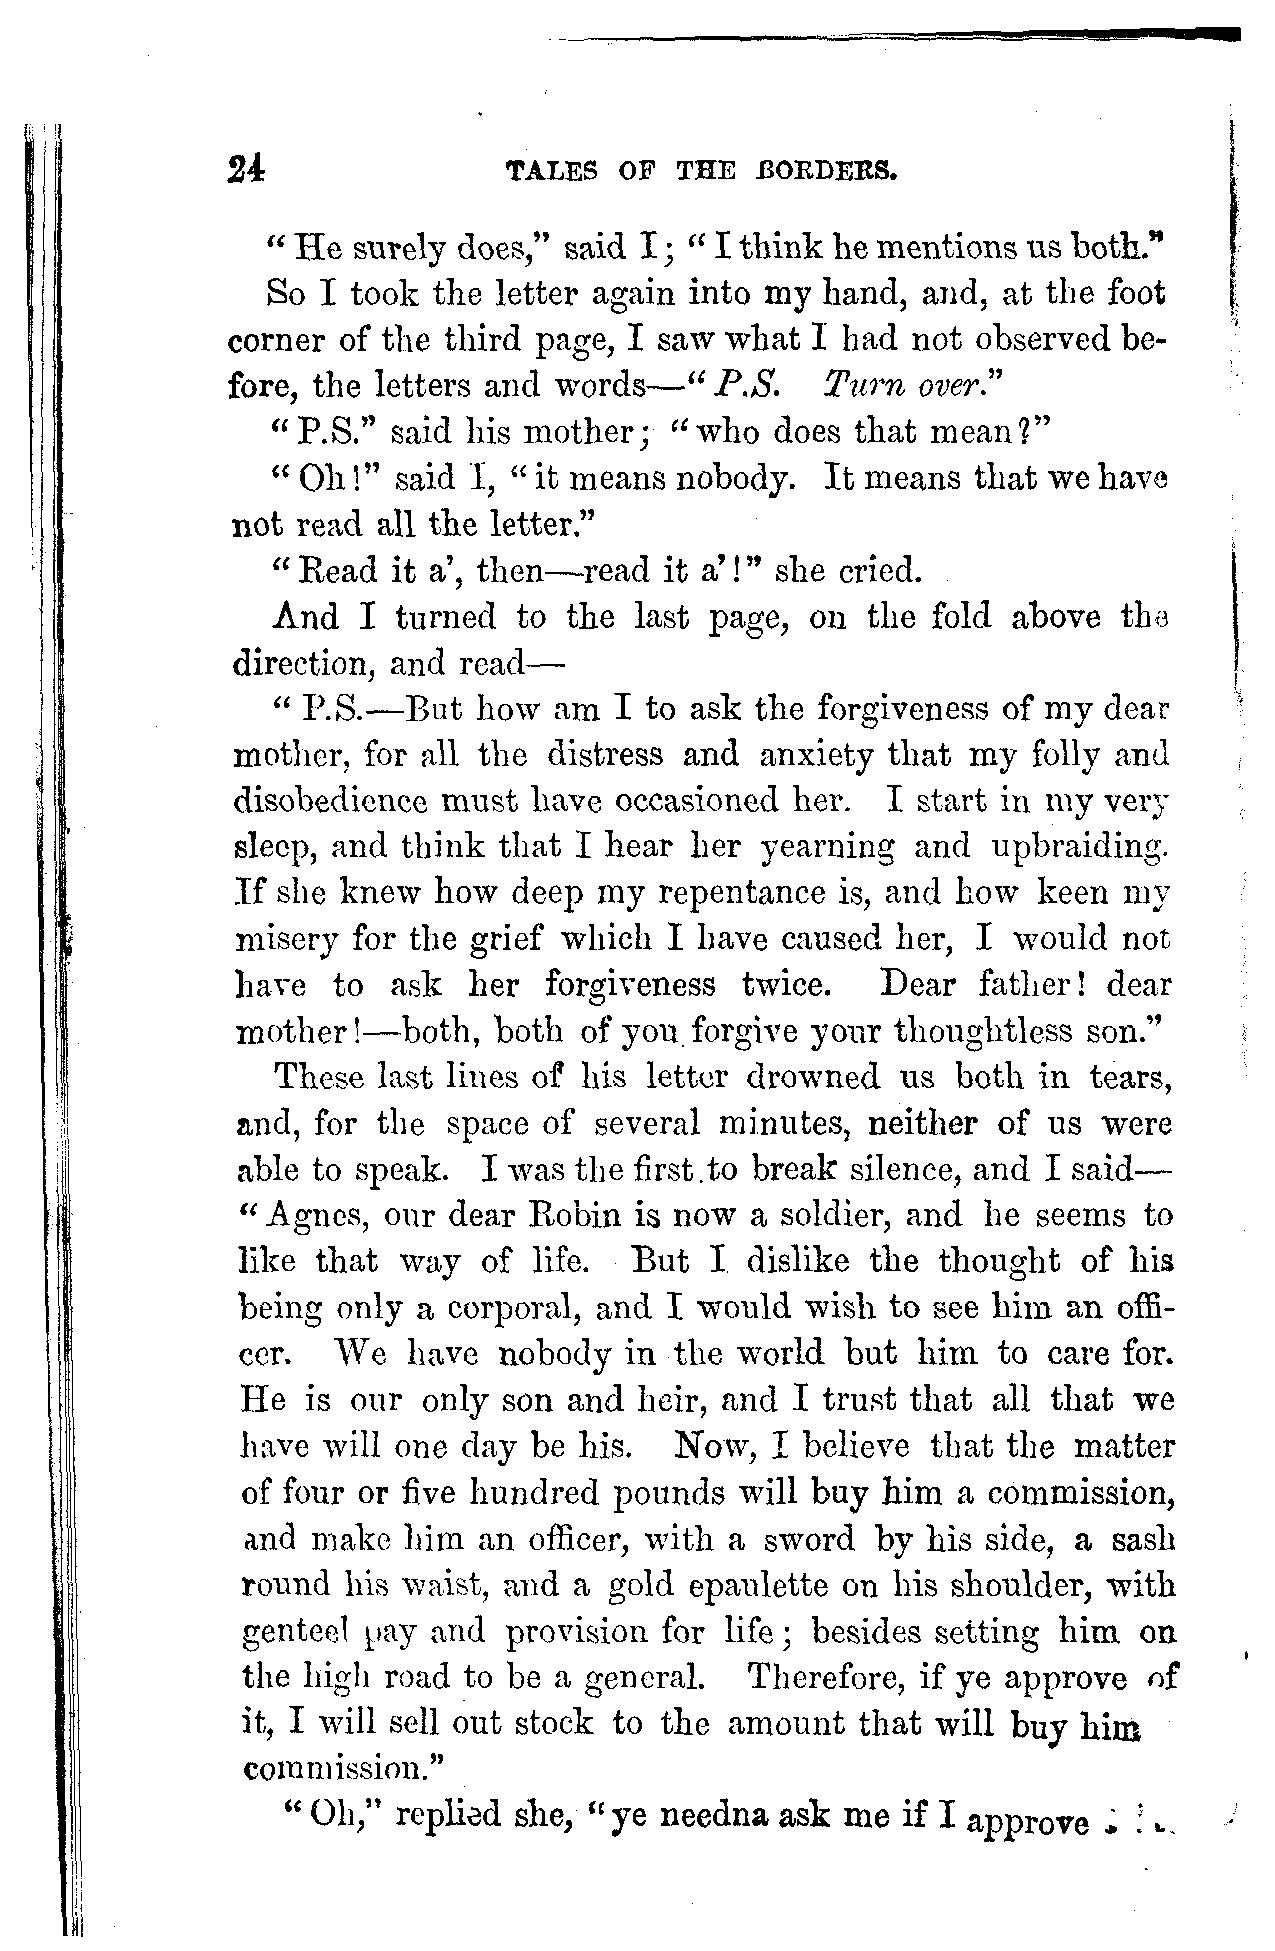 24 TALES OF THE BORDERS.
“He surely does,” said I; “I think he mentions us both.”
So I took the letter again into my hand, and, at the foot
corner of the third page, I saw what I had not observed be-
fore, the letters and words—“P.S. Turn over.”
“P.S.” said his mother; “who does that mean?”
“Oh!” said I, “it means nobody. It means that we have
not read all the letter.”
“Read it a’, then—read it a’!” she cried.
And I turned to the last page, on the fold above the
direction, and read—
“P.S.—But how am I to ask the forgiveness of my dear
mother, for all the distress and anxiety that my folly and
disobedience must have occasioned her. I start in my very
sleep, and think that I hear her yearning and upbraiding.
If she knew how deep my repentance is, and how keen my
misery for the grief which I have caused her, I would not
have to ask her forgiveness twice. Dear father! dear
mother!—both, both of you forgive your thoughtless son.”
These last lines of his letter drowned us both in tears,
and, for the space of several minutes, neither of us were
able to speak. I was the first to break silence, and I said—
“Agnes, our dear Robin is now a soldier, and he seems to
like that way of life. But I dislike the thought of his
being only a corporal, and I would wish to see him an offi-
cer. We have nobody in the world but him to care for.
He is our only son and heir, and I trust that all that we
have will one day be his. Now, I believe that the matter
of four or five hundred pounds will buy him a commission,
and make him an officer, with a sword by his side, a sash
round his waist, and a gold epaulette on his shoulder, with
genteel pay and provision for life; besides setting him on
the high road to be a general. Therefore, if ye approve of
it, I will sell out stock to the amount that will buy him
commission.”
“Oh,” replied she, “ye needna ask me if I approve